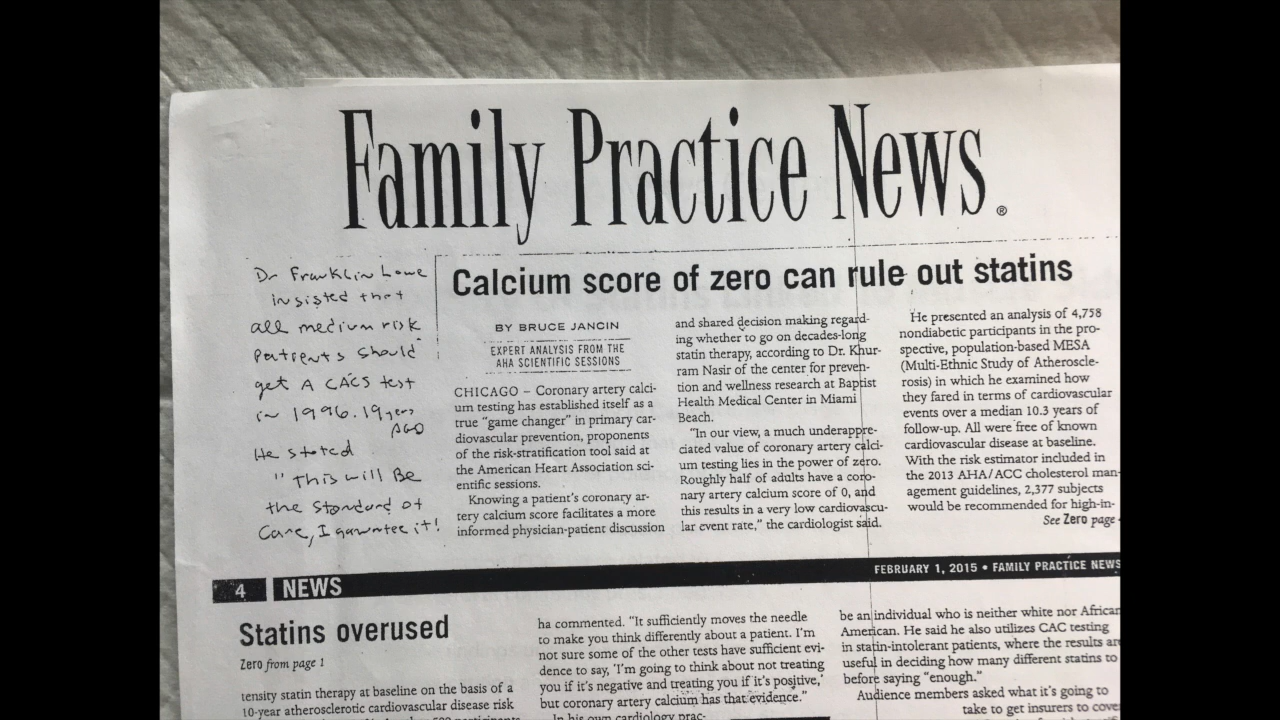 Family Practice News®
Dr Franklin Lowe
insisted that
all medium risk
patients should
get A CACS test
in 1996. 19 years
AGO
He stated
"This will Be
the Standard of
Care, I gaurntee it!
Calcium score of zero can rule out statins
BY BRUCE JANCIN
EXPERT ANALYSIS FROM THE
AHA SCIENTIFIC SESSIONS
CHICAGO – Coronary artery calci-
um testing has established itself as a
true "game changer" in primary car-
diovascular prevention, proponents
of the risk-stratification tool said at
the American Heart Association sci-
entific sessions.
Knowing a patient's coronary ar-
tery calcium score facilitates a more
informed physician-patient discussion
and shared decision making regard-
ing whether to go on decades-long
statin therapy, according to Dr. Khur-
ram Nasir of the center for preven-
tion and wellness research at Baptist
Health Medical Center in Miami
Beach.
"In our view, a much underappre-
ciated value of coronary artery calci-
um testing lies in the power of zero.
Roughly half of adults have a coro-
nary artery calcium score of 0, and
this results in a very low cardiovascu-
lar event rate," the cardiologist said.
He presented an analysis of 4,758
nondiabetic participants in the pro-
spective, population-based MESA
(Multi-Ethnic Study of Atheroscle-
rosis) in which he examined how
they fared in terms of cardiovascular
events over a median 10.3 years of
follow-up. All were free of known
cardiovascular disease at baseline.
With the risk estimator included in
the 2013 AHA/ACC cholesterol man-
agement guidelines, 2,377 subjects
would be recommended for high-in-
See Zero page
4 NEWS
FEBRUARY 1, 2015 • FAMILY PRACTICE NEWS
Statins overused
Zero from page 1
tensity statin therapy at baseline on the basis of a
10-year atherosclerotic cardiovascular disease risk
ha commented. "It sufficiently moves the needle
to make you think differently about a patient. I'm
not sure some of the other tests have sufficient evi-
dence to say, 'I'm going to think about not treating
you if it's negative and treating you if it's positive,'
but coronary artery calcium has that evidence."
In his own cardiology prac-
be an individual who is neither white nor African
American. He said he also utilizes CAC testing
in statin-intolerant patients, where the results are
useful in deciding how many different statins to
before saying "enough."
Audience members asked what it's going to
take to get insurers to cover